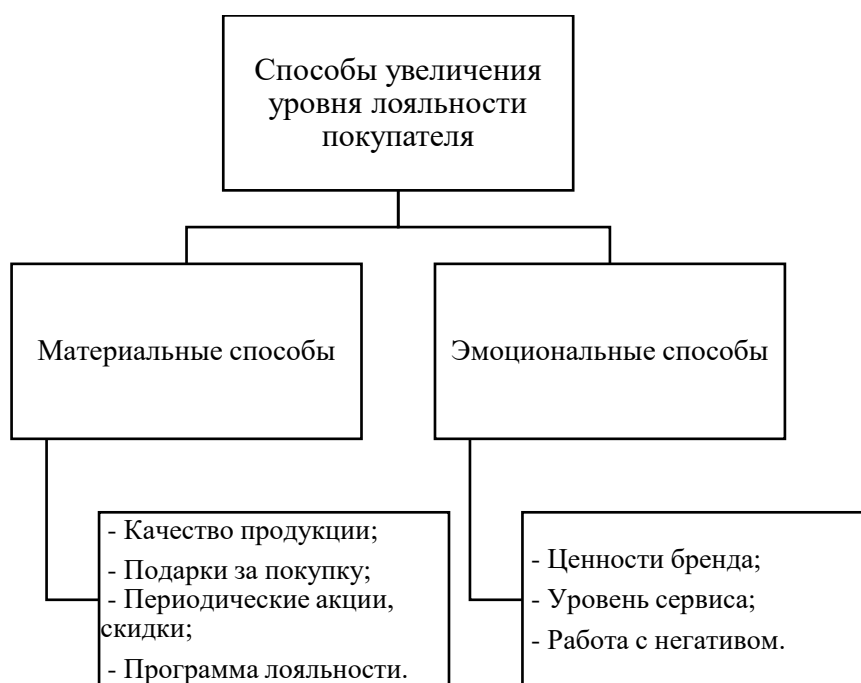 Способы увеличения
уровня лояльности
покупателя
Материальные способы
Эмоциональные способы
- Качество продукции;
- Подарки за покупку;
- Периодические акции,
скидки;
- Программа лояльности.
- Ценности бренда;
- Уровень сервиса;
- Работа с негативом.